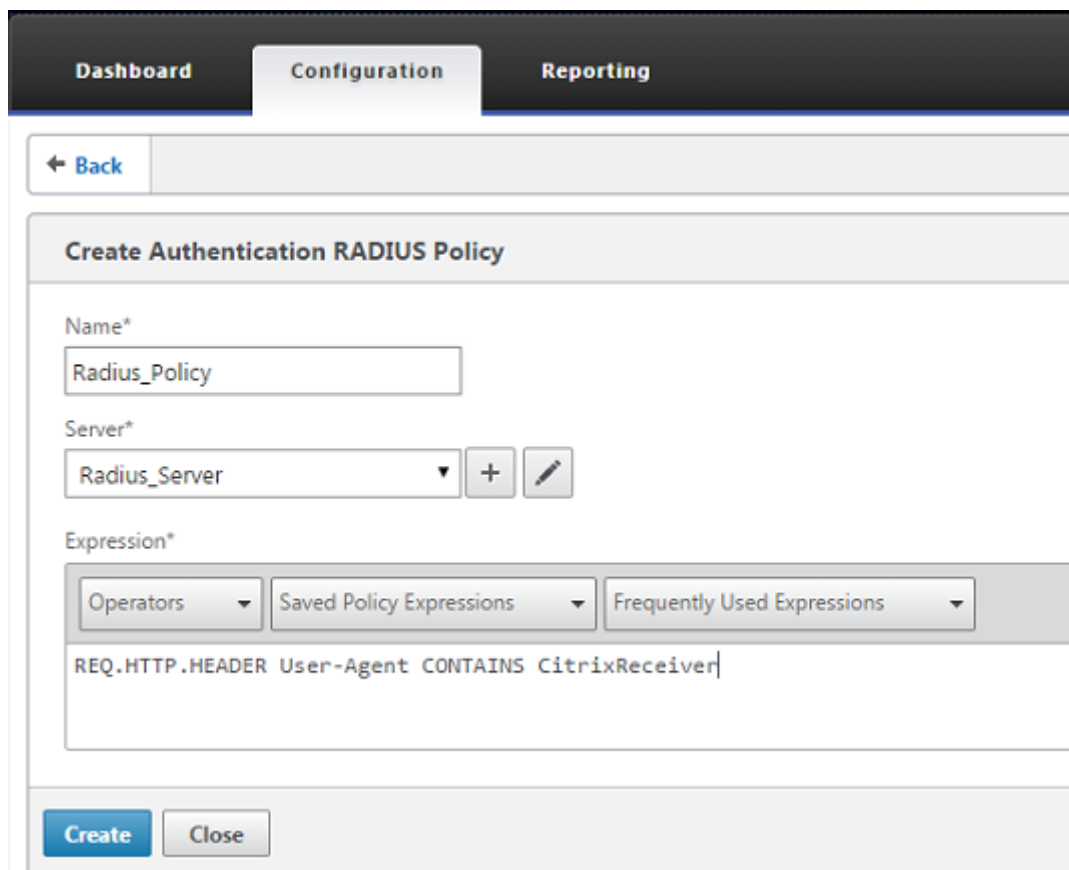 Dashboard Configuration Reporting
Back
Create Authentication RADIUS Policy
Name*
Radius_Policy
Server*
Radius_Server
Expression*
Operators Saved Policy Expressions Frequently Used Expressions
REQ.HTTP.HEADER User-Agent CONTAINS CitrixReceiver
Create Close